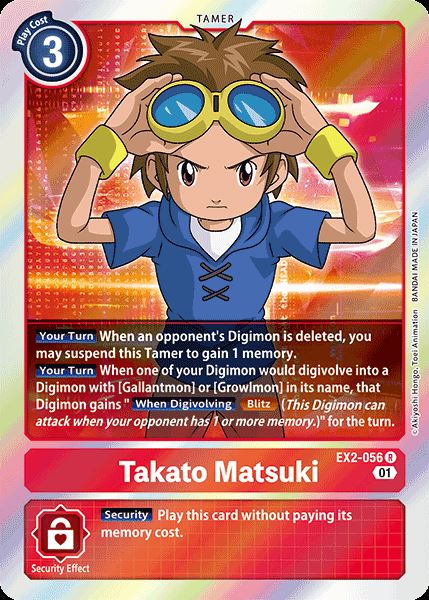 TAMER
Play Cost
3
Your Turn When an opponent's Digimon is deleted, you
may suspend this Tamer to gain 1 memory.
Your Turn When one of your Digimon would digivolve into a
Digimon with [Gallantmon] or [Growlmon] in its name, that
Digimon gains " When Digivolving Blitz (This Digimon can
attack when your opponent has 1 or more memory.)" for the turn.
©Akiyoshi Hongo, Toei Animation BANDAI MADE IN JAPAN
Takato Matsuki
EX2-056 R
01
Security Play this card without paying its
memory cost.
Security Effect